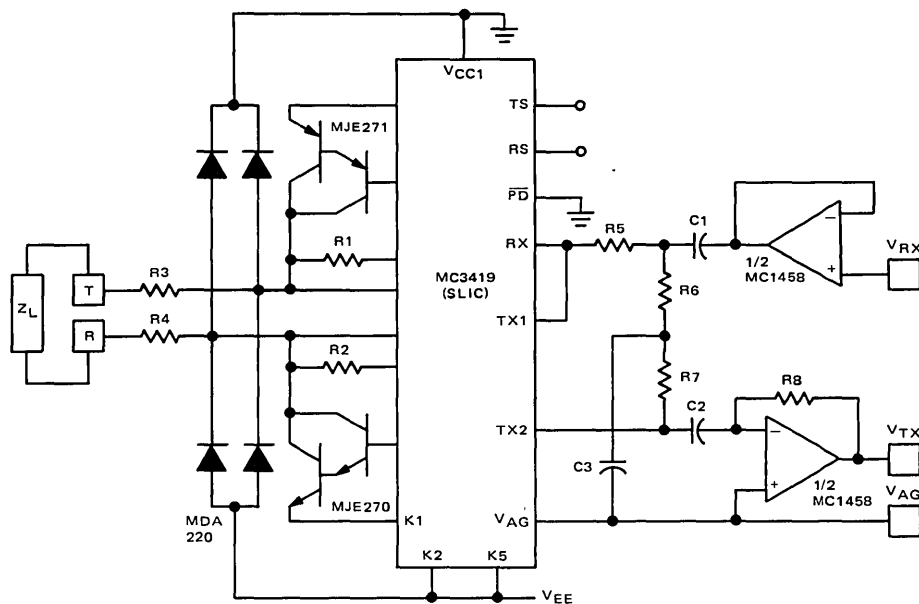 VCC1
MJE271
TS
RS
PD
RX
R5
C1
1/2
MC1458
VRX
R1
MC3419
(SLIC)
R6
ZL
T
R3
R
R4
TX1
R2
R7
R8
TX2
C2
VTX
C3
1/2
MC1458
VAG
MDA
220
MJE270
K1
VAG
K2
K5
VEE
−
+
−
+